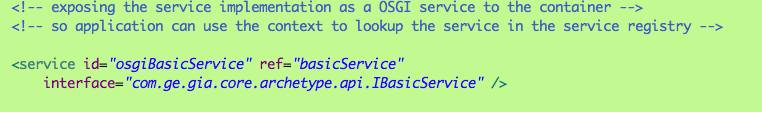 <!-- exposing the service implementation as a OSGI service to the container -->
<!-- so application can use the context to lookup the service in the service registry -->
<service id="osgiBasicService" ref="basicService"
interface="com.ge.gia.core.archetype.api.IBasicService" />